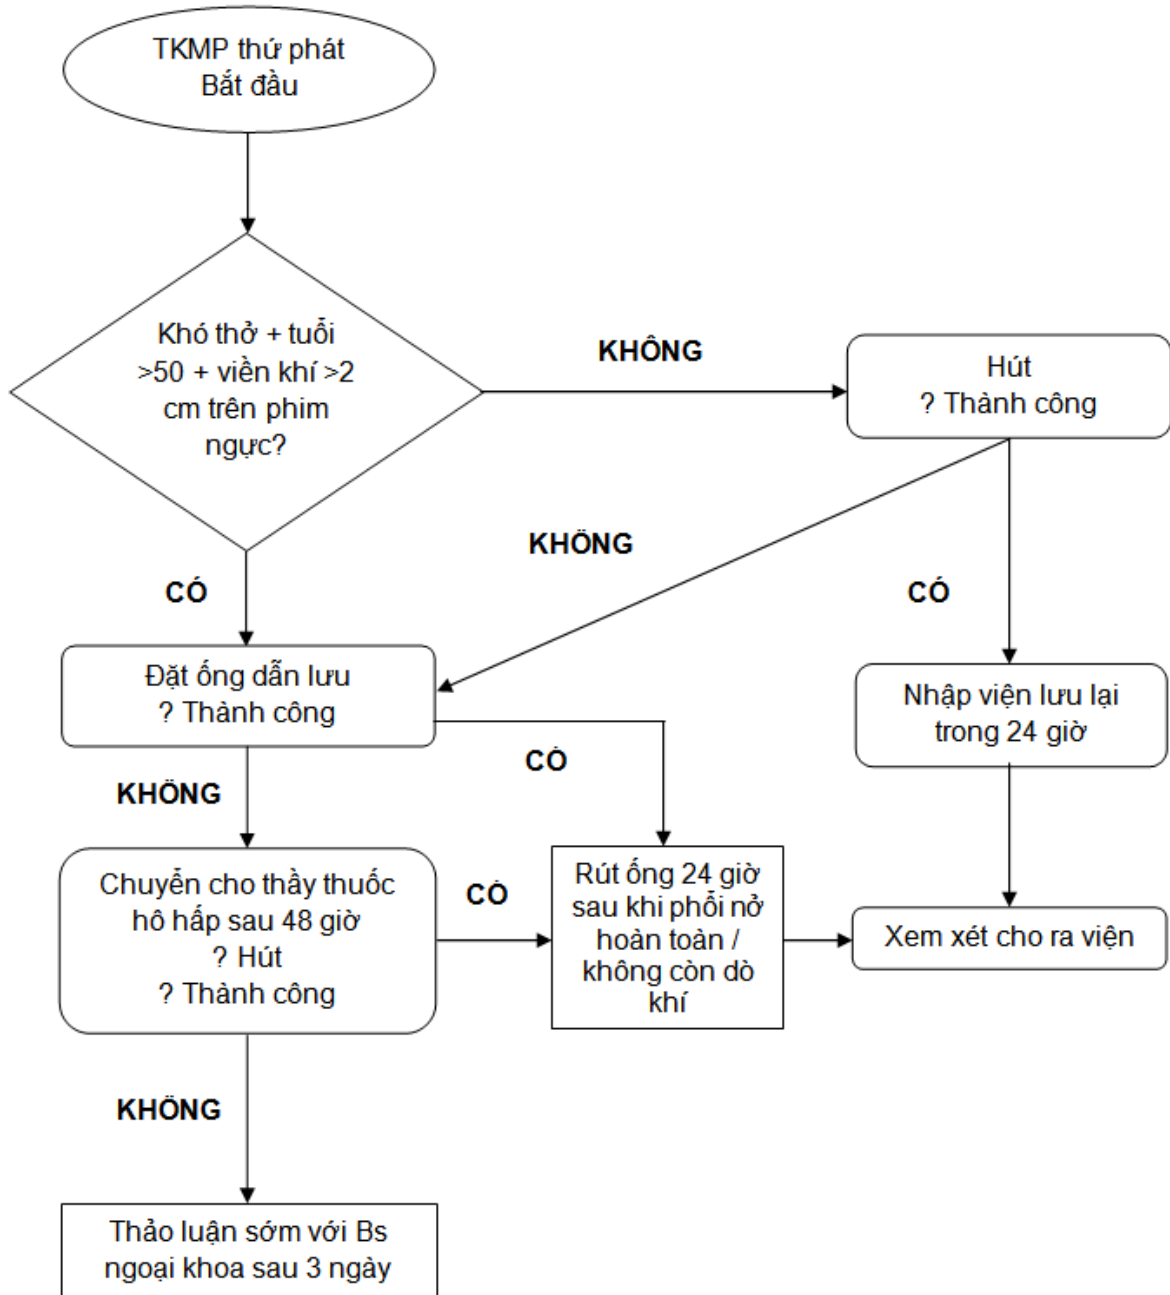 TKMP thứ phát
Bắt đầu
Khó thở + tuổi
>50 + viền khí >2
cm trên phim
ngực?
KHÔNG
Hút
? Thành công
KHÔNG
CÓ
CÓ
Đặt ống dẫn lưu
? Thành công
Nhập viện lưu lại
trong 24 giờ
CÓ
KHÔNG
Chuyển cho thầy thuốc
hô hấp sau 48 giờ
? Hút
? Thành công
CÓ
Rút ống 24 giờ
sau khi phổi nở
hoàn toàn /
không còn dò
khí
Xem xét cho ra viện
KHÔNG
Thảo luận sớm với Bs
ngoại khoa sau 3 ngày